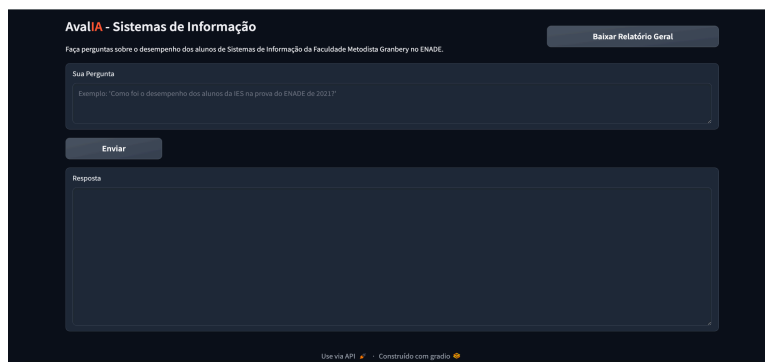 AvalIA - Sistemas de Informação
Baixar Relatório Geral
Faça perguntas sobre o desempenho dos alunos de Sistemas de Informação da Faculdade Metodista Granbery no ENADE.
Sua Pergunta
Exemplo: 'Como foi o desempenho dos alunos da IES na prova do ENADE de 2021?'
Enviar
Resposta
Use via API · Construído com gradio